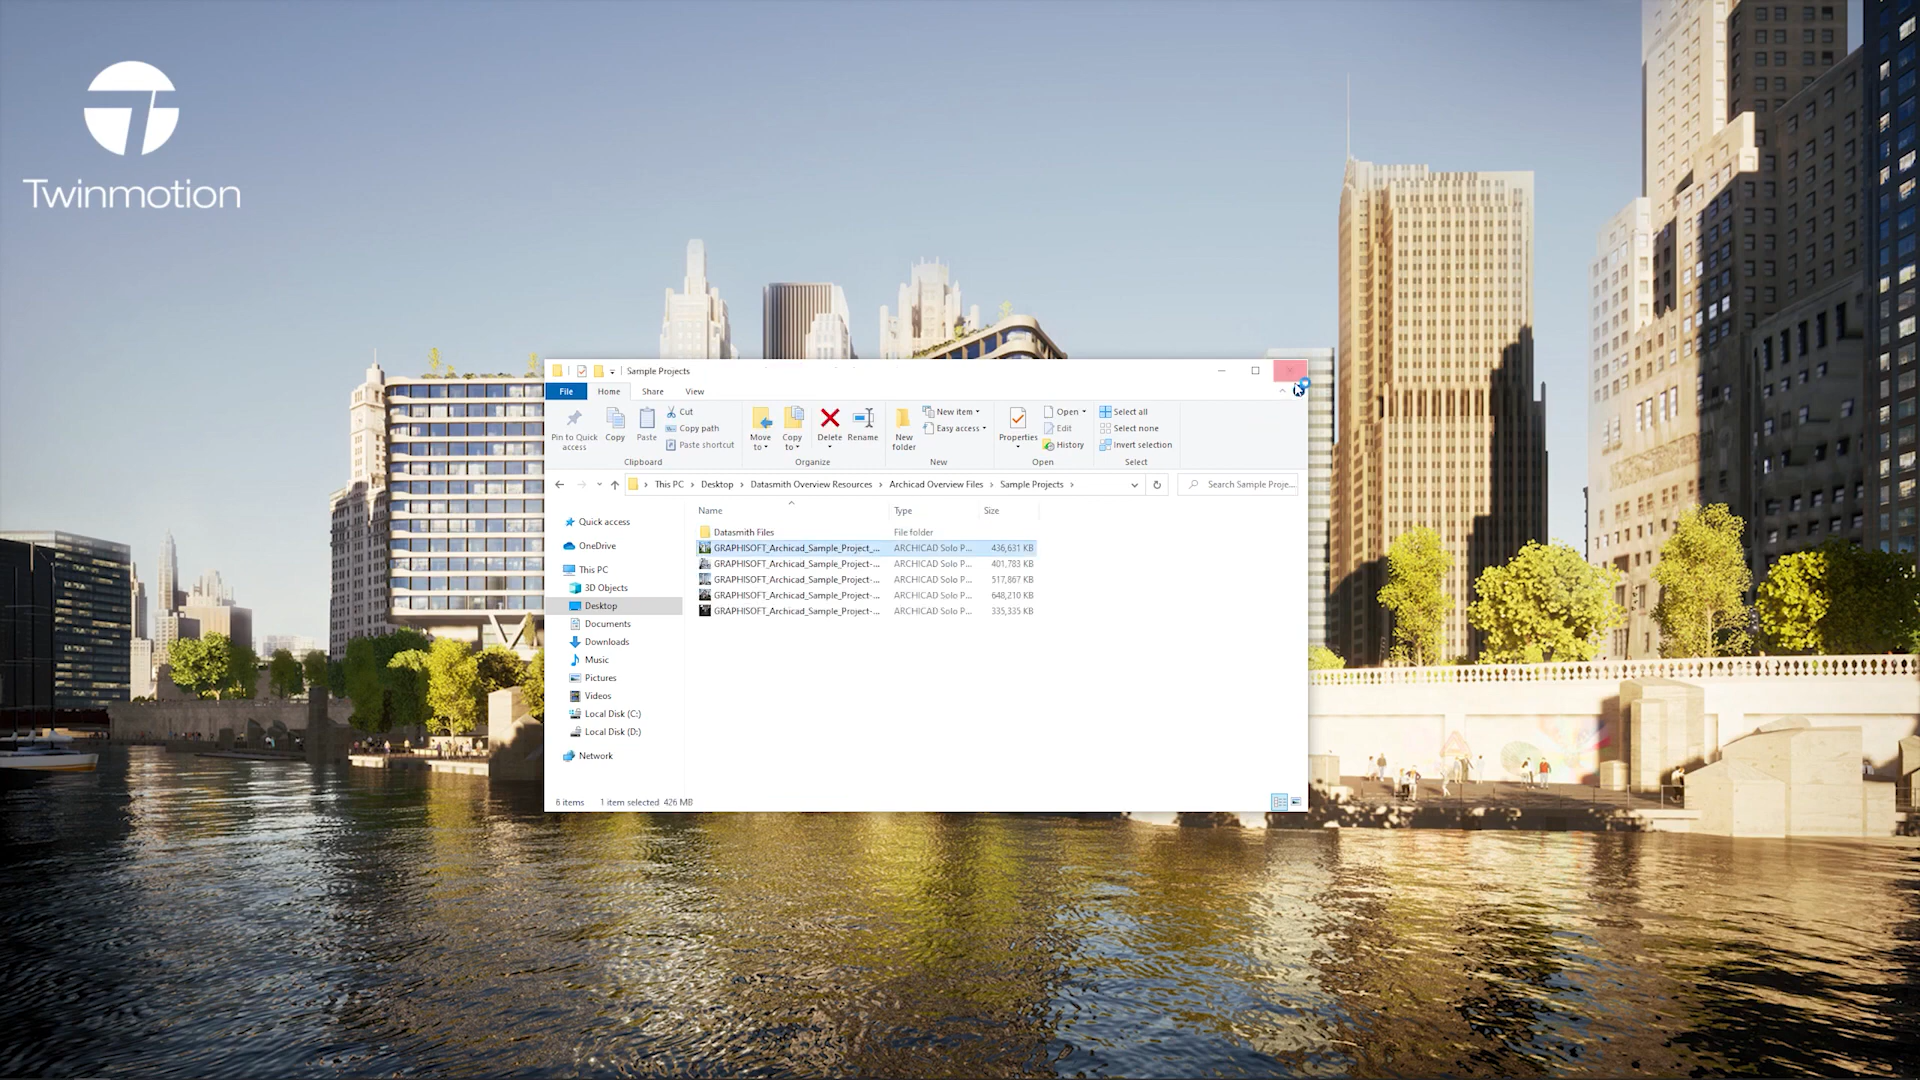 Twinmotion
Sample Projects
File Home Share View
Pin to Quick access
Copy
Paste
Cut
Copy path
Paste shortcut
Clipboard
Move to
Copy to
Delete
Rename
Organize
New folder
New item
Easy access
New
Properties
Open
Edit
History
Open
Select all
Select none
Invert selection
Select
This PC > Desktop > Datasmith Overview Resources > Archicad Overview Files > Sample Projects >
Search Sample Proje...
Quick access
OneDrive
This PC
3D Objects
Desktop
Documents
Downloads
Music
Pictures
Videos
Local Disk (C:)
Local Disk (D:)
Network
Name Type Size
Datasmith Files File folder
GRAPHISOFT_Archicad_Sample_Project_... ARCHICAD Solo P... 436,631 KB
GRAPHISOFT_Archicad_Sample_Project-... ARCHICAD Solo P... 401,783 KB
GRAPHISOFT_Archicad_Sample_Project-... ARCHICAD Solo P... 517,867 KB
GRAPHISOFT_Archicad_Sample_Project-... ARCHICAD Solo P... 648,210 KB
GRAPHISOFT_Archicad_Sample_Project-... ARCHICAD Solo P... 335,335 KB
6 items 1 item selected 426 MB